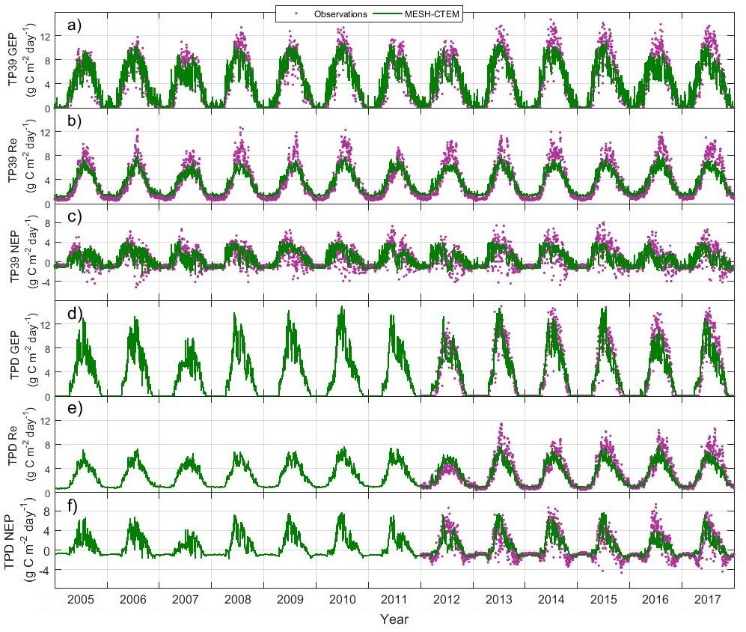 Observations MESH-CTEM
a)
TP39 GEP
(g C m⁻² day⁻¹)
12
8
4
0
b)
TP39 Re
(g C m⁻² day⁻¹)
12
8
4
0
c)
TP39 NEP
(g C m⁻² day⁻¹)
8
4
0
-4
d)
TPD GEP
(g C m⁻² day⁻¹)
12
8
4
0
e)
TPD Re
(g C m⁻² day⁻¹)
12
8
4
0
f)
TPD NEP
(g C m⁻² day⁻¹)
8
4
0
-4
2005 2006 2007 2008 2009 2010 2011 2012 2013 2014 2015 2016 2017
Year